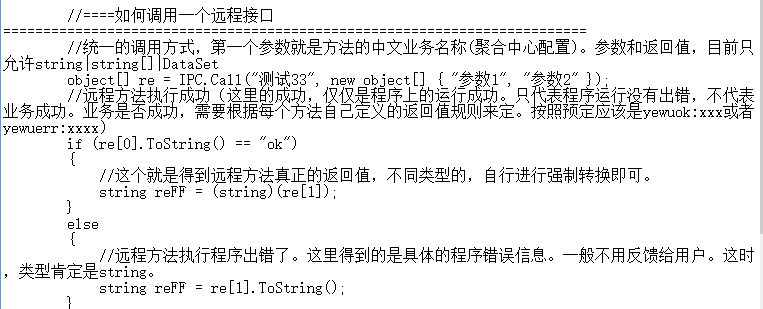 //====如何调用一个远程接口
========================================================================
//统一的调用方式，第一个参数就是方法的中文业务名称(聚合中心配置)。参数和返回值，目前只
允许string|string[]|DataSet
object[] re = IPC.Call("测试33", new object[] { "参数1", "参数2" });
//远程方法执行成功（这里的成功，仅仅是程序上的运行成功。只代表程序运行没有出错，不代表
业务成功。业务是否成功，需要根据每个方法自己定义的返回值规则来定。按照预定应该是yewuok:xxx或者
yewuerr:xxxx)
if (re[0].ToString() == "ok")
{
//这个就是得到远程方法真正的返回值，不同类型的，自行进行强制转换即可。
string reFF = (string)(re[1]);
}
else
{
//远程方法执行程序出错了。这里得到的是具体的程序错误信息。一般不用反馈给用户。这时
，类型肯定是string。
string reFF = re[1].ToString();
}